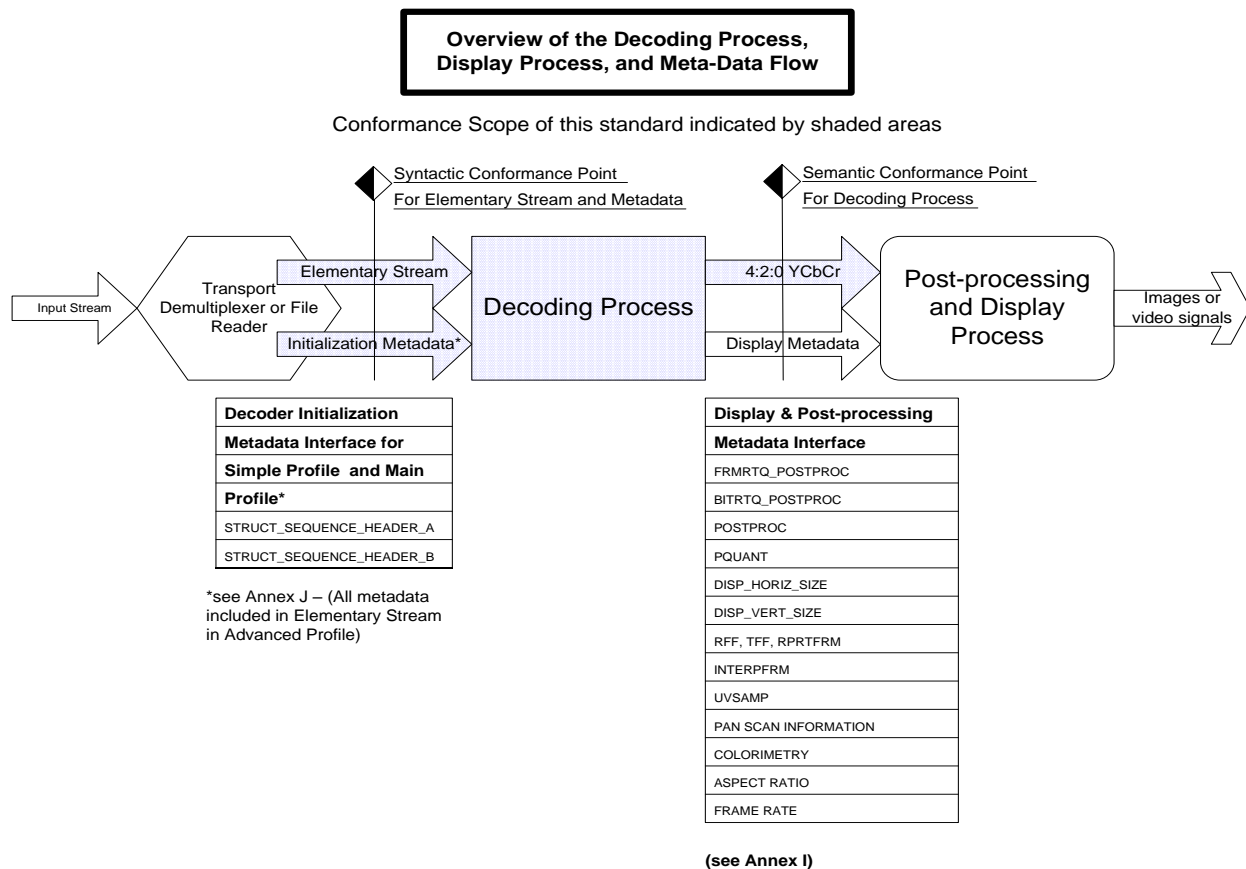 Overview of the Decoding Process,
Display Process, and Meta-Data Flow
Conformance Scope of this standard indicated by shaded areas
Syntactic Conformance Point
For Elementary Stream and Metadata
Semantic Conformance Point
For Decoding Process
Input Stream
Transport
Demultiplexer or File
Reader
Elementary Stream
Initialization Metadata*
Decoding Process
4:2:0 YCbCr
Display Metadata
Post-processing
and Display
Process
Images or
video signals
Decoder Initialization
Metadata Interface for
Simple Profile and Main
Profile*
STRUCT_SEQUENCE_HEADER_A
STRUCT_SEQUENCE_HEADER_B
*see Annex J – (All metadata
included in Elementary Stream
in Advanced Profile)
Display & Post-processing
Metadata Interface
FRMRTQ_POSTPROC
BITRTQ_POSTPROC
POSTPROC
PQUANT
DISP_HORIZ_SIZE
DISP_VERT_SIZE
RFF, TFF, RPRTFRM
INTERPFRM
UVSAMP
PAN SCAN INFORMATION
COLORIMETRY
ASPECT RATIO
FRAME RATE
(see Annex I)